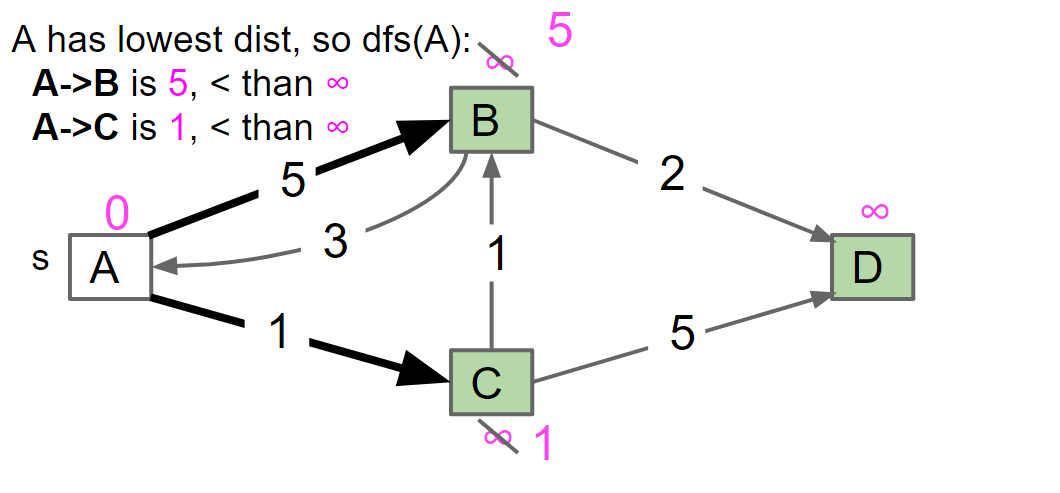 A has lowest dist, so dfs(A):
∞ 5
A->B is 5, < than ∞
A->C is 1, < than ∞
B
5
2
0
∞
3
s
A
1
D
1
5
C
∞ 1